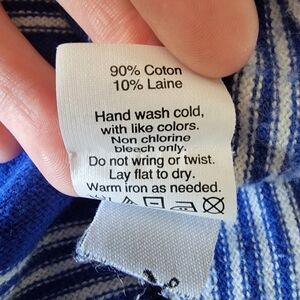 90% Coton
10% Laine
Hand wash cold,
with like colors.
Non chlorine
bleach only.
Do not wring or twist.
Lay flat to dry.
Warm iron as needed.